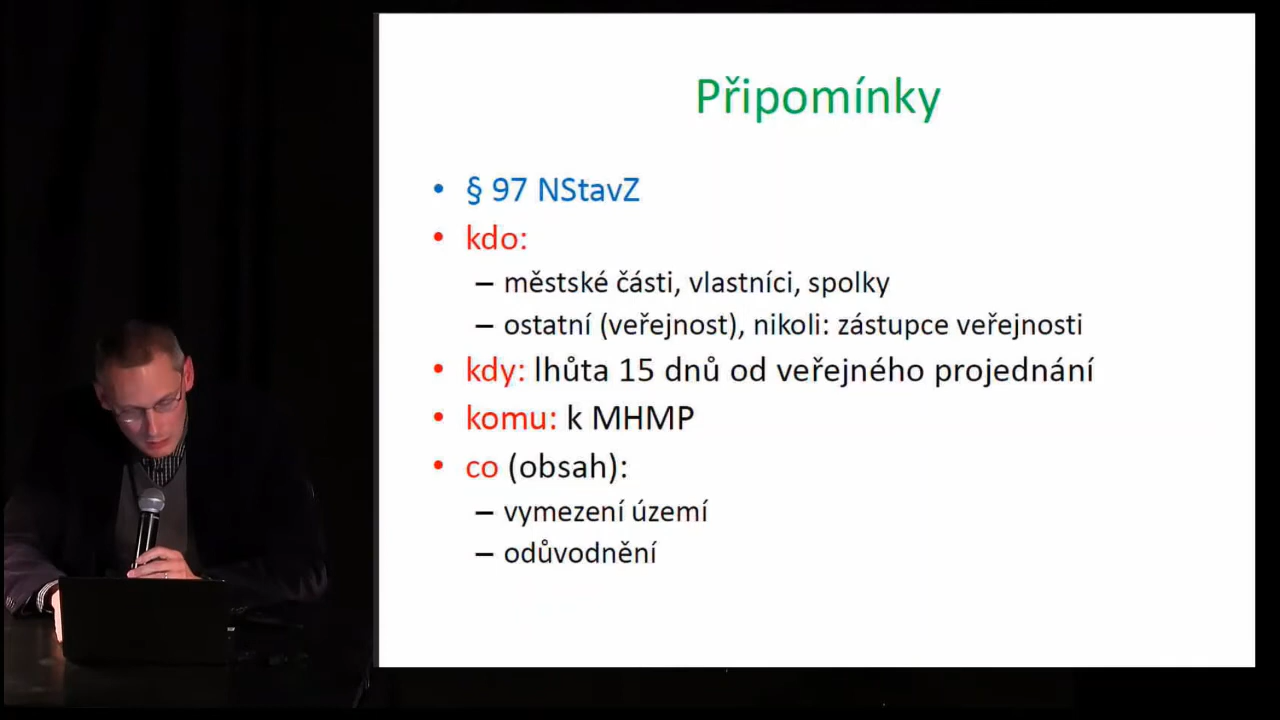 Připomínky
• § 97 NStavZ
• kdo:
– městské části, vlastníci, spolky
– ostatní (veřejnost), nikoli: zástupce veřejnosti
• kdy: lhůta 15 dnů od veřejného projednání
• komu: k MHMP
• co (obsah):
– vymezení území
– odůvodnění